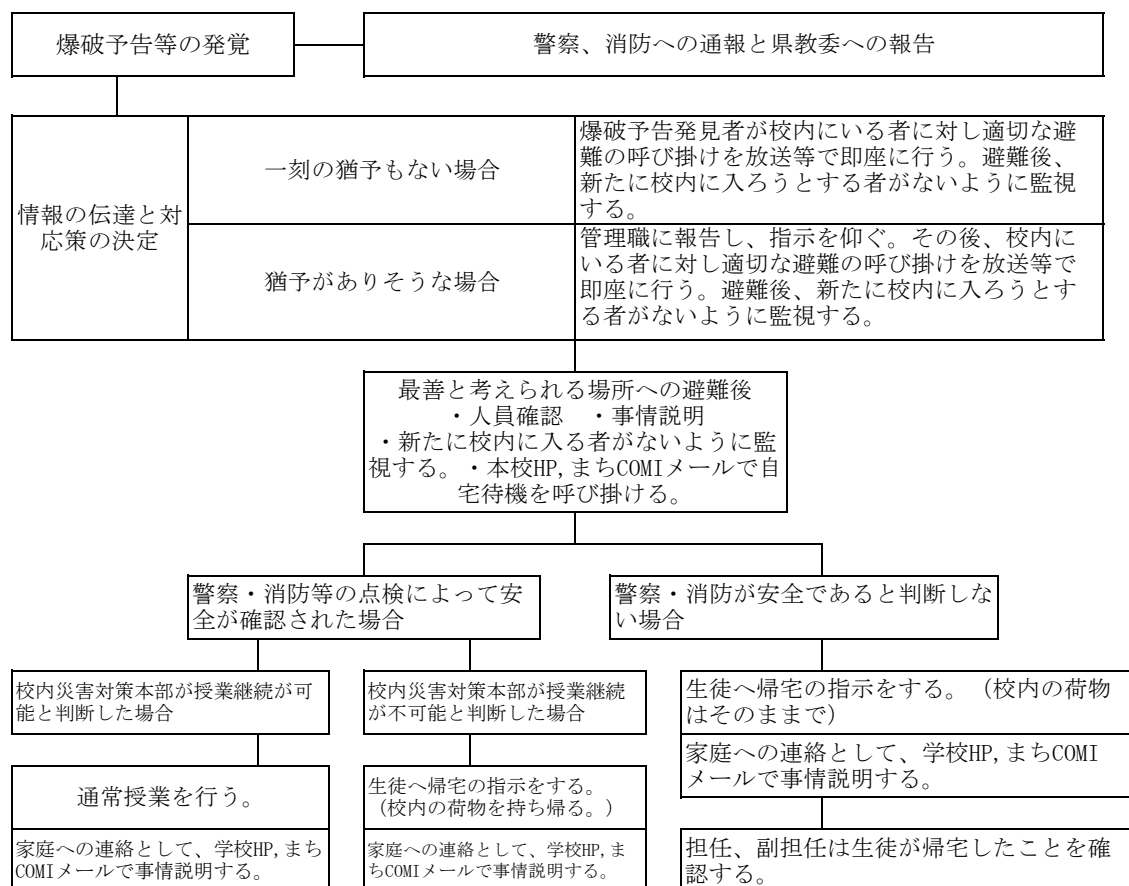 爆破予告等の発覚
警察、消防への通報と県教委への報告
情報の伝達と対
応策の決定
一刻の猶予もない場合
爆破予告発見者が校内にいる者に対し適切な避
難の呼び掛けを放送等で即座に行う。避難後、
新たに校内に入ろうとする者がないように監視
する。
猶予がありそうな場合
管理職に報告し、指示を仰ぐ。その後、校内に
いる者に対し適切な避難の呼び掛けを放送等で
即座に行う。避難後、新たに校内に入ろうとす
る者がないように監視する。
最善と考えられる場所への避難後
・人員確認　・事情説明
・新たに校内に入る者がないように監
視する。・本校HP,まちCOMIメールで自
宅待機を呼び掛ける。
警察・消防等の点検によって安
全が確認された場合
警察・消防が安全であると判断しな
い場合
校内災害対策本部が授業継続が可
能と判断した場合
校内災害対策本部が授業継続
が不可能と判断した場合
生徒へ帰宅の指示をする。（校内の荷物
はそのままで）
家庭への連絡として、学校HP,まちCOMI
メールで事情説明する。
通常授業を行う。
家庭への連絡として、学校HP,まち
COMIメールで事情説明する。
生徒へ帰宅の指示をする。
（校内の荷物を持ち帰る。）
家庭への連絡として、学校HP,ま
ちCOMIメールで事情説明する。
担任、副担任は生徒が帰宅したことを確
認する。